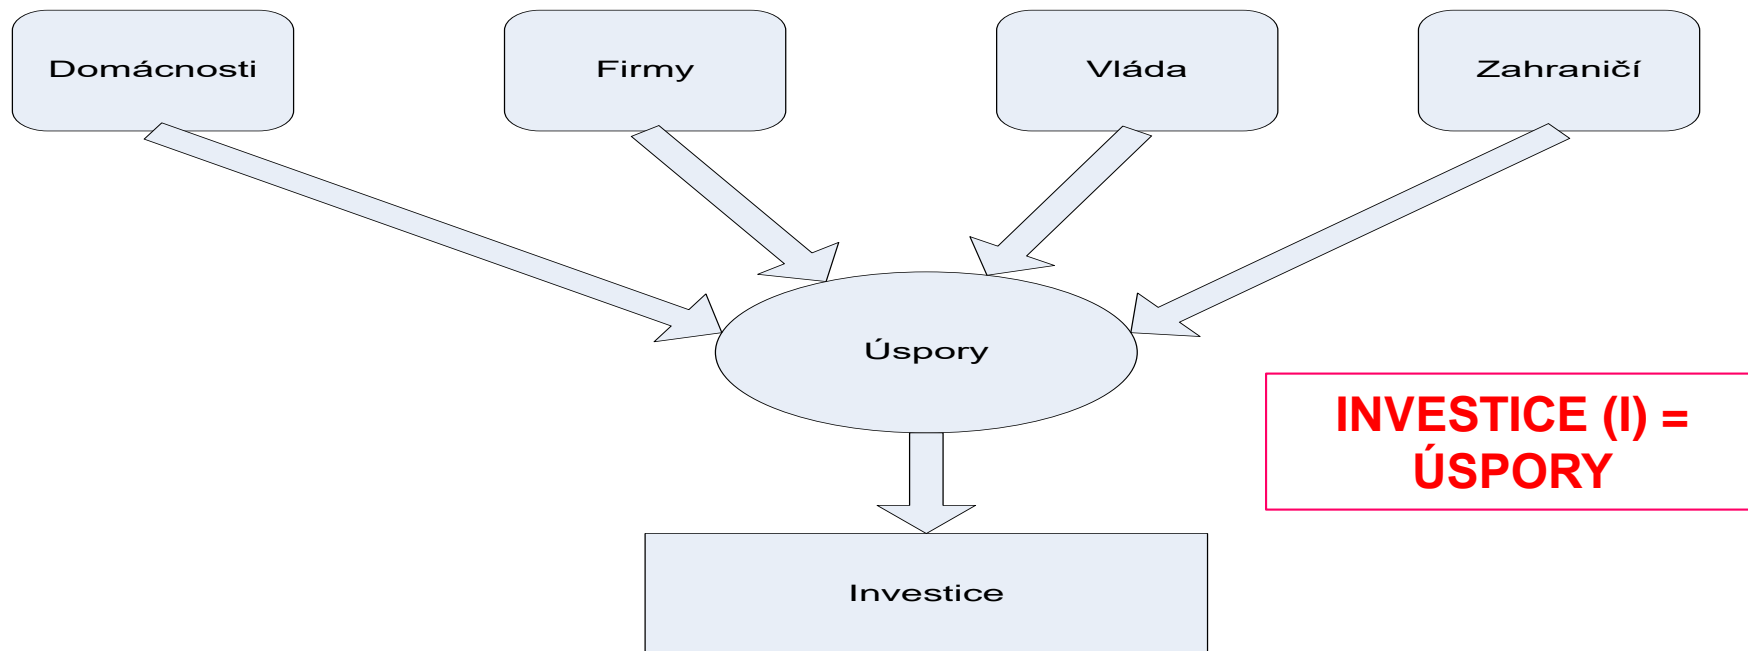 Domácnosti
Firmy
Vláda
Zahraničí
Úspory
INVESTICE (I) =
ÚSPORY
Investice